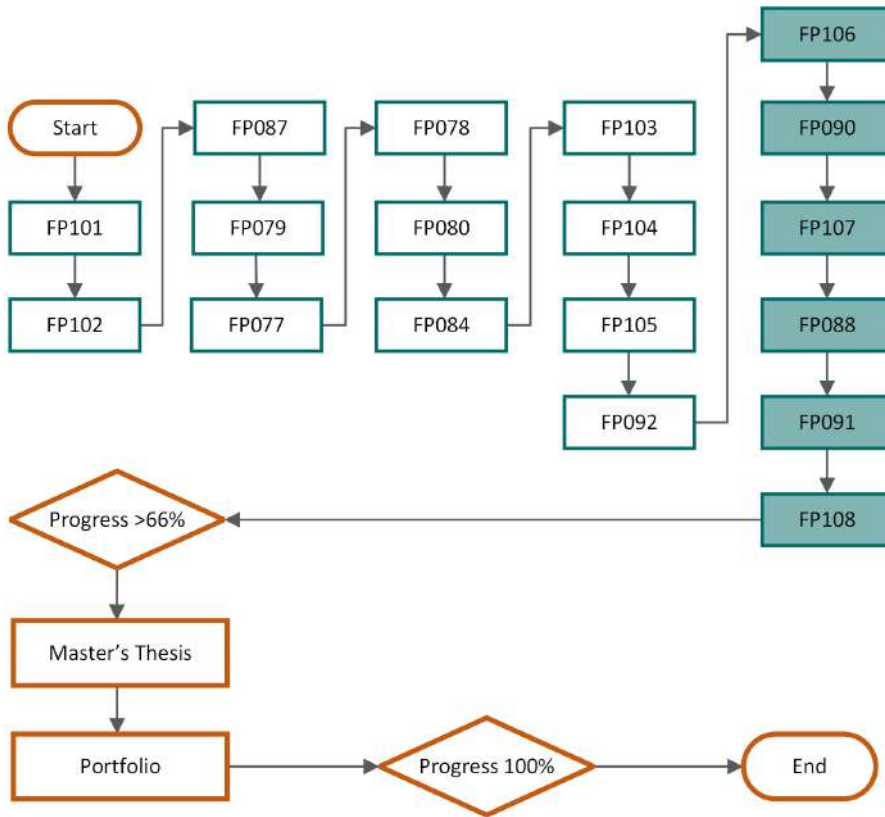 Start
FP101
FP102
FP087
FP079
FP077
FP078
FP080
FP084
FP103
FP104
FP105
FP092
FP106
FP090
FP107
FP088
FP091
FP108
Progress >66%
Master's Thesis
Portfolio
Progress 100%
End